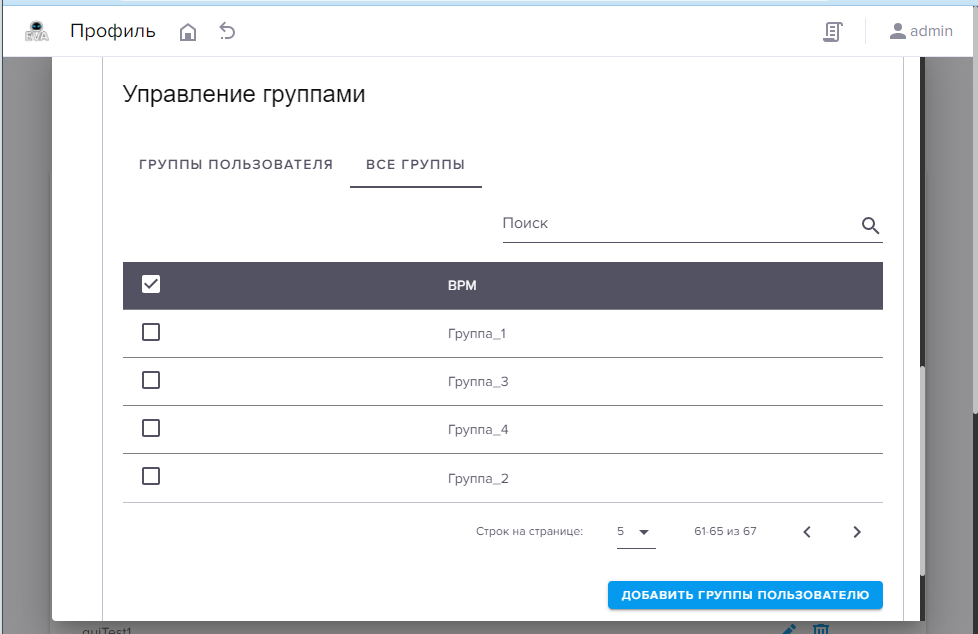 EVA
Профиль
admin
Управление группами
ГРУППЫ ПОЛЬЗОВАТЕЛЯ
ВСЕ ГРУППЫ
Поиск
BPM
Группа_1
Группа_3
Группа_4
Группа_2
Строк на странице:
5
61-65 из 67
ДОБАВИТЬ ГРУППЫ ПОЛЬЗОВАТЕЛЮ
guiTest1